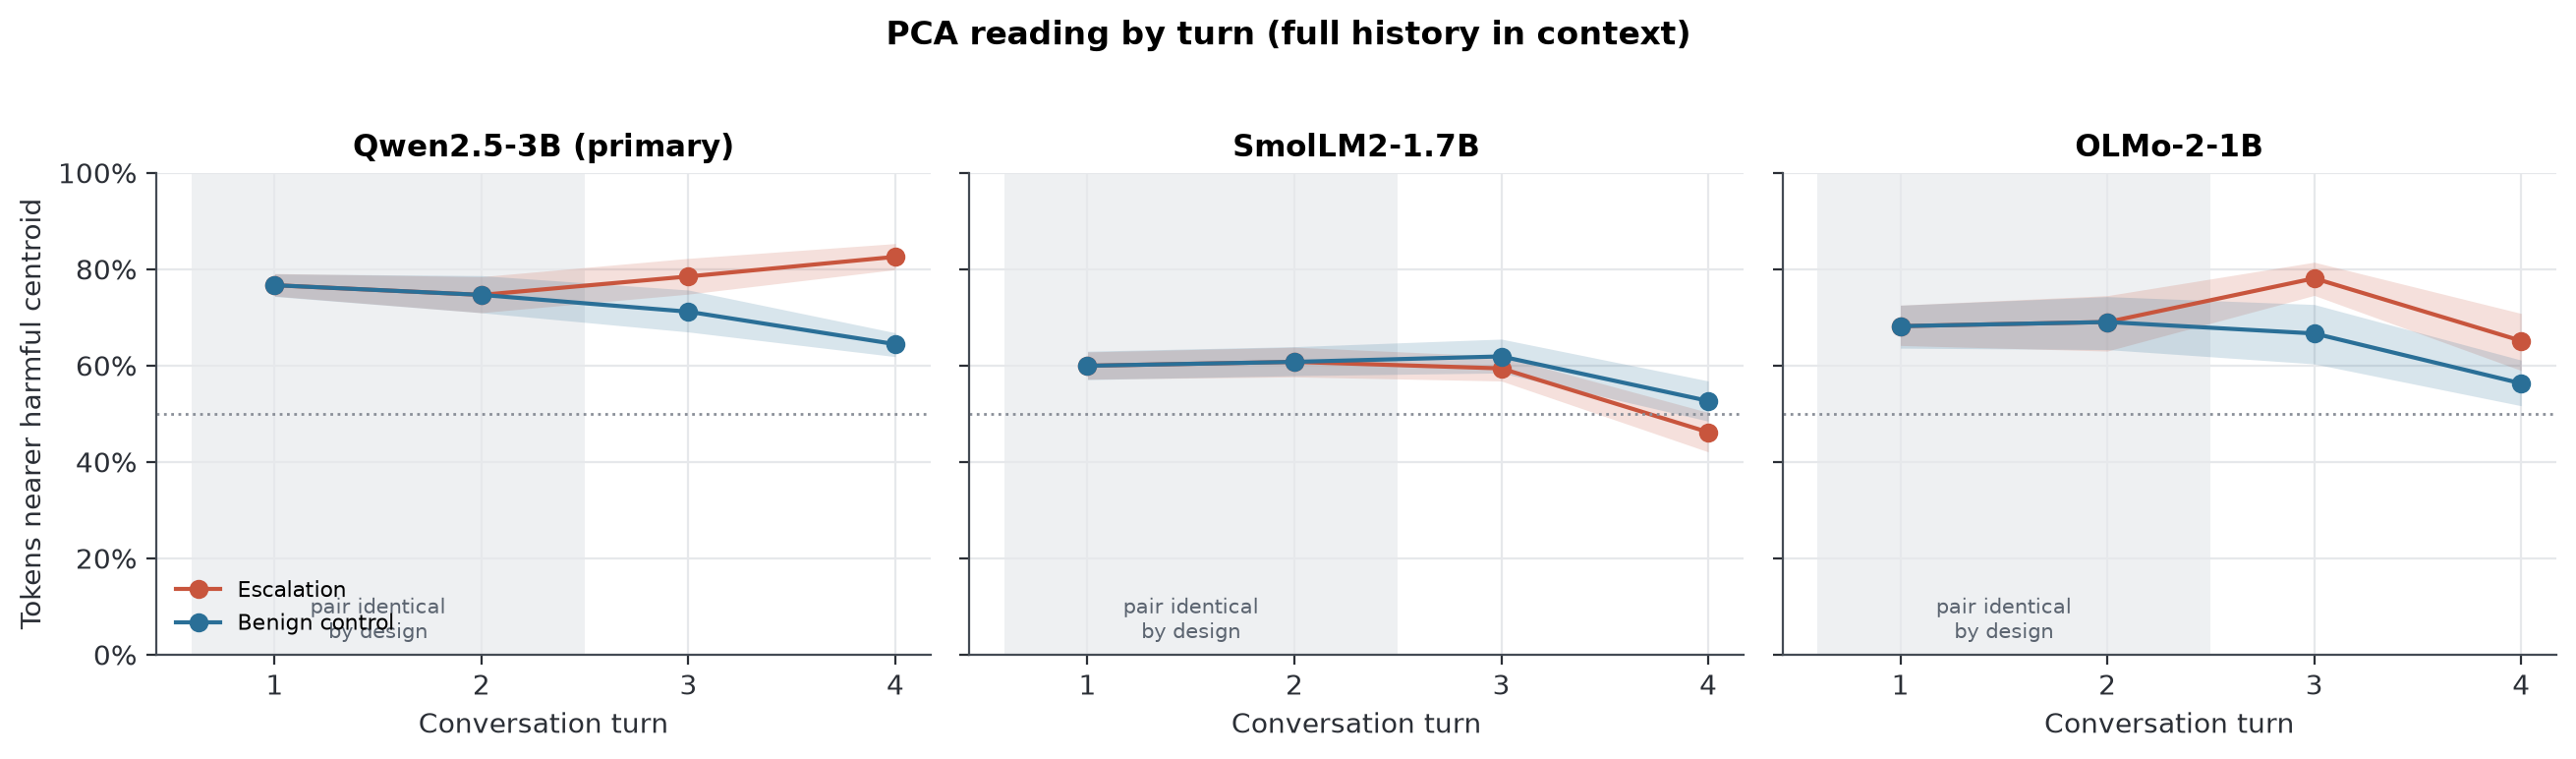 PCA reading by turn (full history in context)
Qwen2.5-3B (primary)
SmolLM2-1.7B
OLMo-2-1B
Tokens nearer harmful centroid
100%
80%
60%
40%
20%
0%
Escalation
Benign control
pair identical
by design
pair identical
by design
pair identical
by design
1 2 3 4
1 2 3 4
1 2 3 4
Conversation turn
Conversation turn
Conversation turn